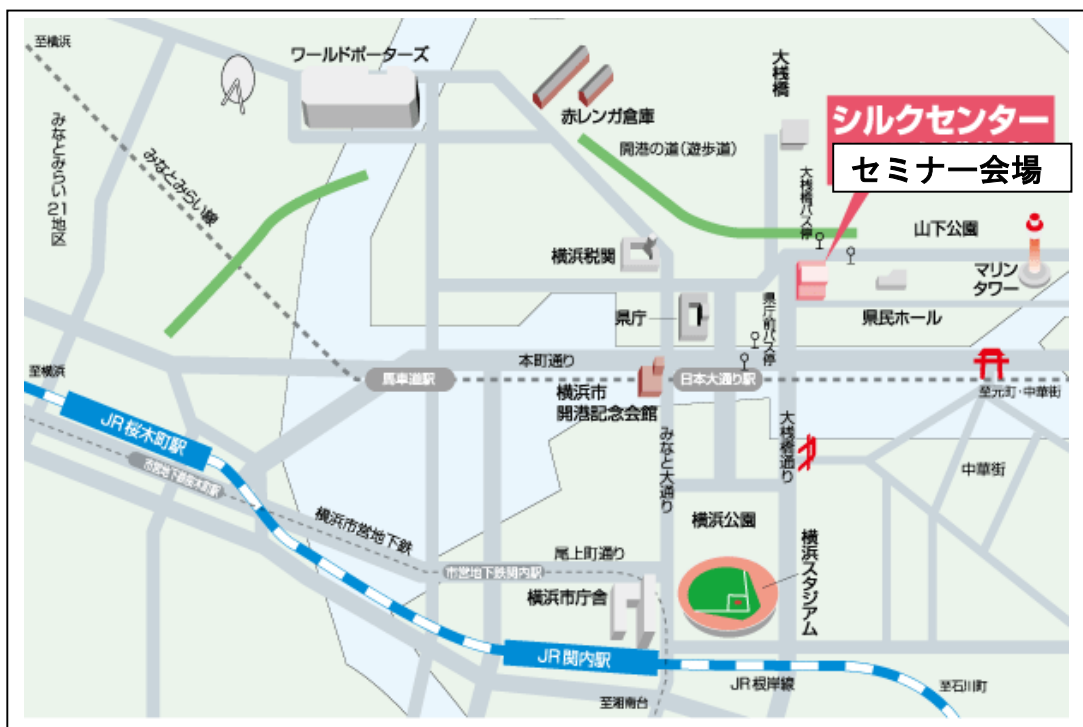 至横浜
ワールドポーターズ
大桟橋
みなとみらい21地区
みなとみらい線
赤レンガ倉庫
開港の道(遊歩道)
シルクセンター
セミナー会場
大桟橋バス停
山下公園
横浜税関
マリン
タワー
県庁
県庁前バス停
県民ホール
本町通り
至横浜
馬車道駅
日本大通り駅
横浜市
開港記念会館
至元町・中華街
JR桜木町駅
市営地下鉄桜木町駅
みなと大通り
大桟橋通り
中華街
横浜市営地下鉄
横浜公園
尾上町通り
横浜スタジアム
市営地下鉄関内駅
横浜市庁舎
JR関内駅
JR根岸線
至石川町
至湘南台